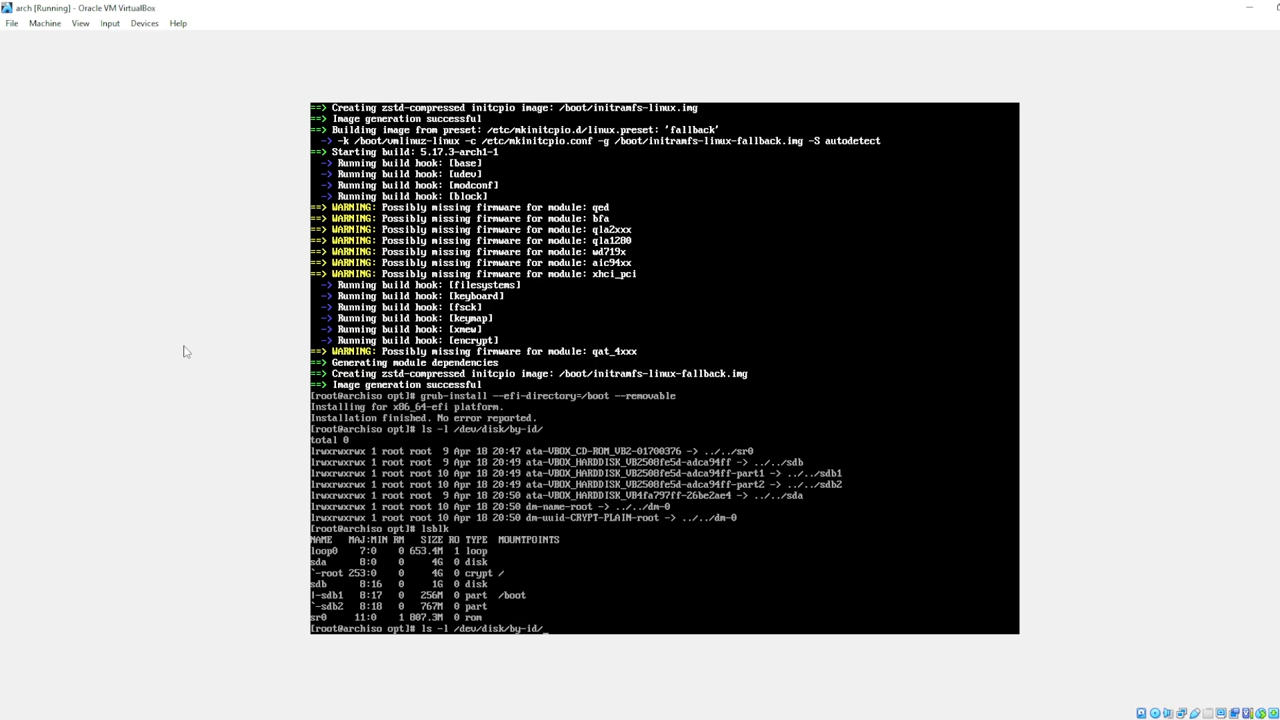 arch [Running] - Oracle VM VirtualBox
File Machine View Input Devices Help
==> Creating zstd-compressed initcpio image: /boot/initramfs-linux.img
==> Image generation successful
==> Building image from preset: /etc/mkinitcpio.d/linux.preset: 'fallback'
-> -k /boot/vmlinuz-linux -c /etc/mkinitcpio.conf -g /boot/initramfs-linux-fallback.img -S autodetect
==> Starting build: 5.17.3-arch1-1
-> Running build hook: [base]
-> Running build hook: [udev]
-> Running build hook: [modconf]
-> Running build hook: [block]
==> WARNING: Possibly missing firmware for module: qed
==> WARNING: Possibly missing firmware for module: bfa
==> WARNING: Possibly missing firmware for module: qla2xxx
==> WARNING: Possibly missing firmware for module: qla1280
==> WARNING: Possibly missing firmware for module: wd719x
==> WARNING: Possibly missing firmware for module: aic94xx
==> WARNING: Possibly missing firmware for module: xhci_pci
-> Running build hook: [filesystems]
-> Running build hook: [keyboard]
-> Running build hook: [fsck]
-> Running build hook: [keymap]
-> Running build hook: [xmew]
-> Running build hook: [encrypt]
==> WARNING: Possibly missing firmware for module: qat_4xxx
==> Generating module dependencies
==> Creating zstd-compressed initcpio image: /boot/initramfs-linux-fallback.img
==> Image generation successful
[root@archiso opt]# grub-install --efi-directory=/boot --removable
Installing for x86_64-efi platform.
Installation finished. No error reported.
[root@archiso opt]# ls -l /dev/disk/by-id/
total 0
lrwxrwxrwx 1 root root 9 Apr 18 20:47 ata-VBOX_CD-ROM_VB2-01700376 -> ../../sr0
lrwxrwxrwx 1 root root 9 Apr 18 20:49 ata-VBOX_HARDDISK_VB2508fe5d-adca94ff -> ../../sdb
lrwxrwxrwx 1 root root 10 Apr 18 20:49 ata-VBOX_HARDDISK_VB2508fe5d-adca94ff-part1 -> ../../sdb1
lrwxrwxrwx 1 root root 10 Apr 18 20:49 ata-VBOX_HARDDISK_VB2508fe5d-adca94ff-part2 -> ../../sdb2
lrwxrwxrwx 1 root root 9 Apr 18 20:50 ata-VBOX_HARDDISK_VB4fa797ff-26be2ae4 -> ../../sda
lrwxrwxrwx 1 root root 10 Apr 18 20:50 dm-name-root -> ../../dm-0
lrwxrwxrwx 1 root root 10 Apr 18 20:50 dm-uuid-CRYPT-PLAIN-root -> ../../dm-0
[root@archiso opt]# lsblk
NAME MAJ:MIN RM SIZE RO TYPE MOUNTPOINTS
loop0 7:0 0 653.4M 1 loop
sda 8:0 0 4G 0 disk
`-root 253:0 0 4G 0 crypt /
sdb 8:16 0 1G 0 disk
|-sdb1 8:17 0 256M 0 part /boot
`-sdb2 8:18 0 767M 0 part
sr0 11:0 1 807.3M 0 rom
[root@archiso opt]# ls -l /dev/disk/by-id/_